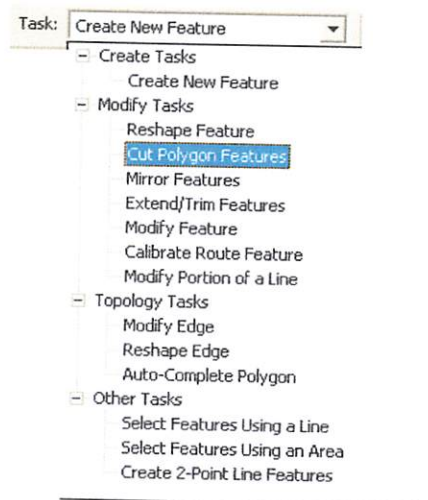 Task: Create New Feature
Create Tasks
Create New Feature
Modify Tasks
Reshape Feature
Cut Polygon Features
Mirror Features
Extend/Trim Features
Modify Feature
Calibrate Route Feature
Modify Portion of a Line
Topology Tasks
Modify Edge
Reshape Edge
Auto-Complete Polygon
Other Tasks
Select Features Using a Line
Select Features Using an Area
Create 2-Point Line Features